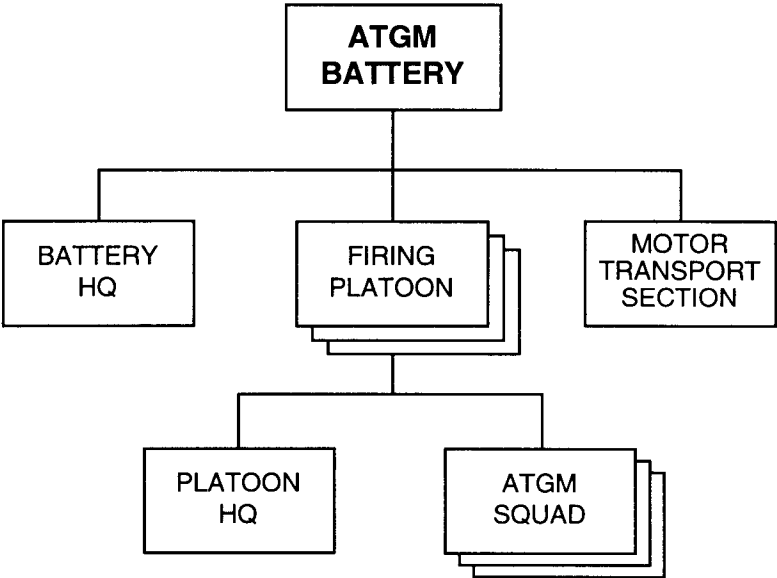 ATGM
BATTERY
BATTERY
HQ
FIRING
PLATOON
MOTOR
TRANSPORT
SECTION
PLATOON
HQ
ATGM
SQUAD